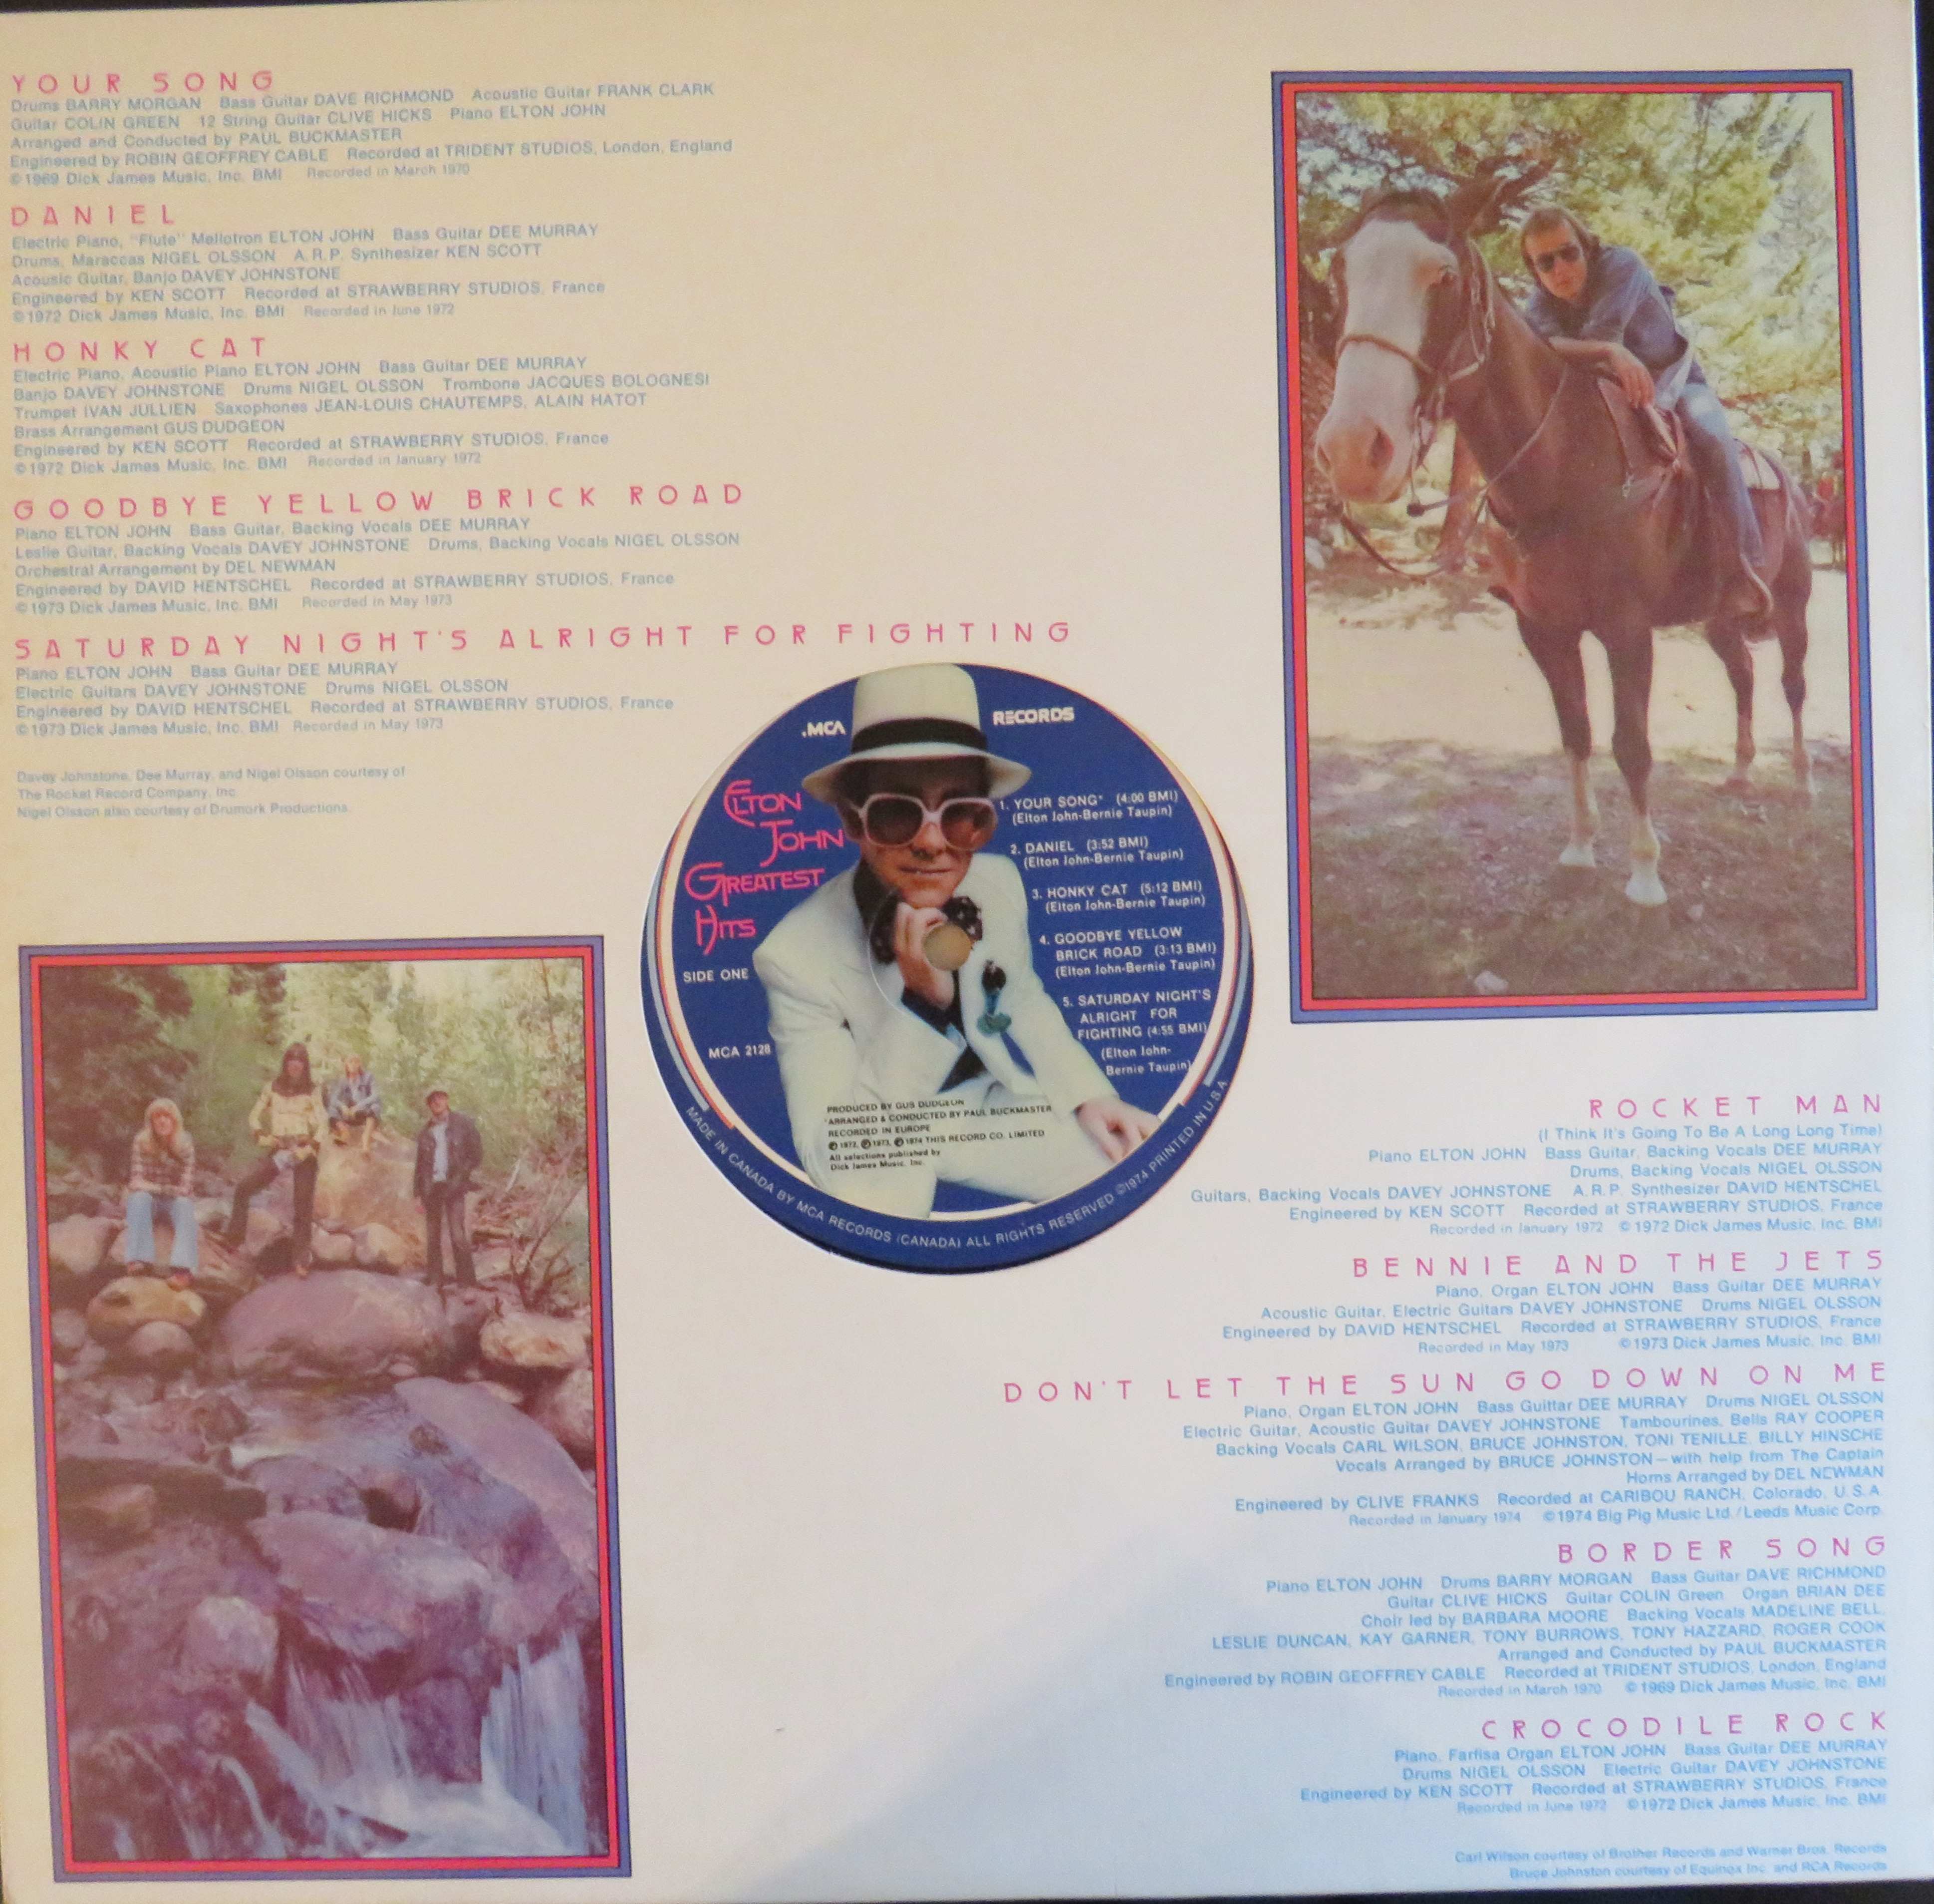 YOUR SONG
Drums BARRY MORGAN Bass Guitar DAVE RICHMOND Acoustic Guitar FRANK CLARK
Guitar COLIN GREEN 12 String Guitar CLIVE HICKS Piano ELTON JOHN
Arranged and Conducted by PAUL BUCKMASTER
Engineered by ROBIN GEOFFREY CABLE Recorded at TRIDENT STUDIOS, London, England
©1969 Dick James Music, Inc. BMI Recorded in March 1970
DANIEL
Electric Piano, "Flute" Mellotron ELTON JOHN Bass Guitar DEE MURRAY
Drums, Maraccas NIGEL OLSSON A.R.P. Synthesizer KEN SCOTT
Acousic Guitar, Banjo DAVEY JOHNSTONE
Engineered by KEN SCOTT Recorded at STRAWBERRY STUDIOS, France
©1972 Dick James Music, Inc. BMI Recorded in June 1972
HONKY CAT
Electric Piano, Acoustic Piano ELTON JOHN Bass Guitar DEE MURRAY
Banjo DAVEY JOHNSTONE Drums NIGEL OLSSON Trombone JACQUES BOLOGNESI
Trumpet IVAN JULLIEN Saxophones JEAN-LOUIS CHAUTEMPS, ALAIN HATOT
Brass Arrangement GUS DUDGEON
Engineered by KEN SCOTT Recorded at STRAWBERRY STUDIOS, France
©1972 Dick James Music, Inc. BMI Recorded in January 1972
GOODBYE YELLOW BRICK ROAD
Piano ELTON JOHN Bass Guitar, Backing Vocals DEE MURRAY
Leslie Guitar, Backing Vocals DAVEY JOHNSTONE Drums, Backing Vocals NIGEL OLSSON
Orchestral Arrangement by DEL NEWMAN
Engineered by DAVID HENTSCHEL Recorded at STRAWBERRY STUDIOS, France
©1973 Dick James Music, Inc. BMI Recorded in May 1973
SATURDAY NIGHT'S ALRIGHT FOR FIGHTING
Piano ELTON JOHN Bass Guitar DEE MURRAY
Electric Guitars DAVEY JOHNSTONE Drums NIGEL OLSSON
Engineered by DAVID HENTSCHEL Recorded at STRAWBERRY STUDIOS, France
©1973 Dick James Music, Inc. BMI Recorded in May 1973
Davey Johnstone, Dee Murray, and Nigel Olsson courtesy of
The Rocket Record Company, Inc.
Nigel Olsson also courtesy of Drumork Productions.
.MCA RECORDS
ELTON
JOHN
GREATEST
HITS
SIDE ONE
MCA 2128
1. YOUR SONG* (4:00 BMI)
(Elton John-Bernie Taupin)
2. DANIEL (3:52 BMI)
(Elton John-Bernie Taupin)
3. HONKY CAT (5:12 BMI)
(Elton John-Bernie Taupin)
4. GOODBYE YELLOW
BRICK ROAD (3:13 BMI)
(Elton John-Bernie Taupin)
5. SATURDAY NIGHT'S
ALRIGHT FOR
FIGHTING (4:55 BMI)
(Elton John-
Bernie Taupin)
PRODUCED BY GUS DUDGEON
*ARRANGED & CONDUCTED BY PAUL BUCKMASTER
RECORDED IN EUROPE
℗1972, ℗1973, ℗1974 THIS RECORD CO. LIMITED
All selections published by
Dick James Music, Inc.
MADE IN CANADA BY MCA RECORDS (CANADA) ALL RIGHTS RESERVED ©1974 PRINTED IN U.S.A.
ROCKET MAN
(I Think It's Going To Be A Long Long Time)
Piano ELTON JOHN Bass Guitar, Backing Vocals DEE MURRAY
Drums, Backing Vocals NIGEL OLSSON
Guitars, Backing Vocals DAVEY JOHNSTONE A.R.P. Synthesizer DAVID HENTSCHEL
Engineered by KEN SCOTT Recorded at STRAWBERRY STUDIOS, France
Recorded in January 1972 ©1972 Dick James Music, Inc. BMI
BENNIE AND THE JETS
Piano, Organ ELTON JOHN Bass Guitar DEE MURRAY
Acoustic Guitar, Electric Guitars DAVEY JOHNSTONE Drums NIGEL OLSSON
Engineered by DAVID HENTSCHEL Recorded at STRAWBERRY STUDIOS, France
Recorded in May 1973 ©1973 Dick James Music, Inc. BMI
DON'T LET THE SUN GO DOWN ON ME
Piano, Organ ELTON JOHN Bass Guittar DEE MURRAY Drums NIGEL OLSSON
Electric Guitar, Acoustic Guitar DAVEY JOHNSTONE Tambourines, Bells RAY COOPER
Backing Vocals CARL WILSON, BRUCE JOHNSTON, TONI TENILLE, BILLY HINSCHE
Vocals Arranged by BRUCE JOHNSTON—with help from The Captain
Horns Arranged by DEL NEWMAN
Engineered by CLIVE FRANKS Recorded at CARIBOU RANCH, Colorado, U.S.A.
Recorded in January 1974 ©1974 Big Pig Music Ltd./Leeds Music Corp.
BORDER SONG
Piano ELTON JOHN Drums BARRY MORGAN Bass Guitar DAVE RICHMOND
Guitar CLIVE HICKS Guitar COLIN Green Organ BRIAN DEE
Choir led by BARBARA MOORE Backing Vocals MADELINE BELL,
LESLIE DUNCAN, KAY GARNER, TONY BURROWS, TONY HAZZARD, ROGER COOK
Arranged and Conducted by PAUL BUCKMASTER
Engineered by ROBIN GEOFFREY CABLE Recorded at TRIDENT STUDIOS, London, England
Recorded in March 1970 ©1969 Dick James Music, Inc. BMI
CROCODILE ROCK
Piano, Farfisa Organ ELTON JOHN Bass Guitar DEE MURRAY
Drums NIGEL OLSSON Electric Guitar DAVEY JOHNSTONE
Engineered by KEN SCOTT Recorded at STRAWBERRY STUDIOS, France
Recorded in June 1972 ©1972 Dick James Music, Inc. BMI
Carl Wilson courtesy of Brother Records and Warner Bros. Records
Bruce Johnston courtesy of Equinox Inc. and RCA Records